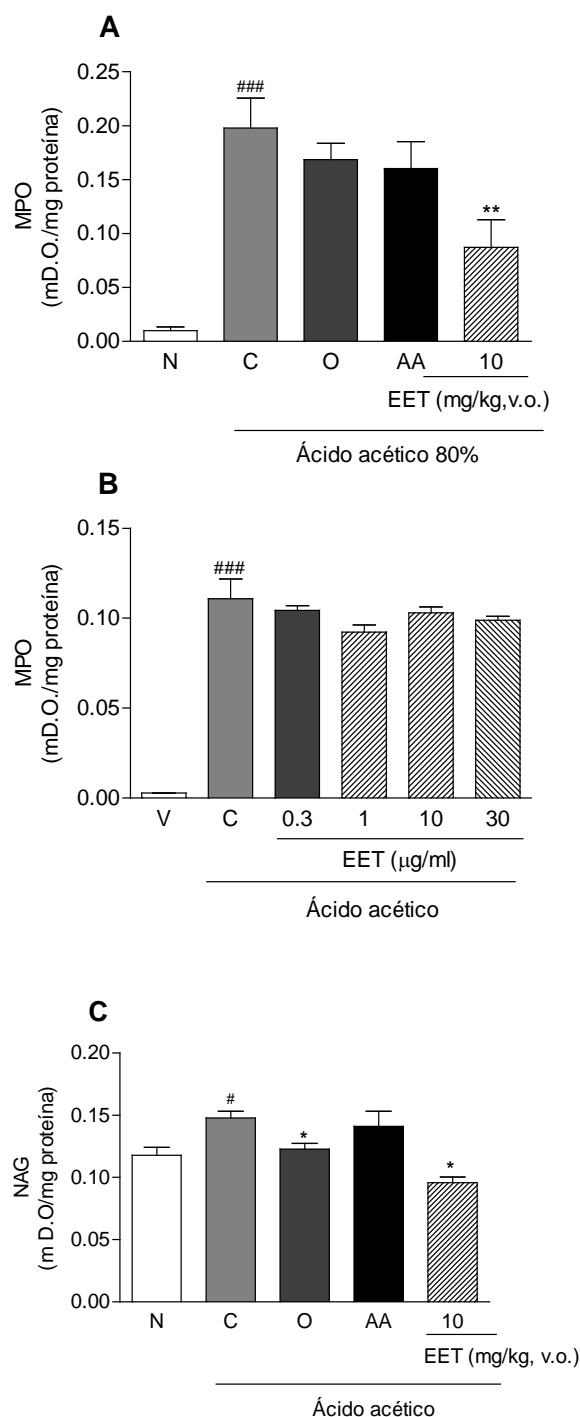 A
MPO
(mD.O./mg proteína)
0.25
0.20
0.15
0.10
0.05
0.00
###
**
N C O AA 10
EET (mg/kg,v.o.)
Ácido acético 80%
B
MPO
(mD.O./mg proteína)
0.15
0.10
0.05
0.00
###
V C 0.3 1 10 30
EET (μg/ml)
Ácido acético
C
NAG
(m D.O/mg proteína)
0.20
0.15
0.10
0.05
0.00
#
*
*
N C O AA 10
EET (mg/kg, v.o.)
Ácido acético